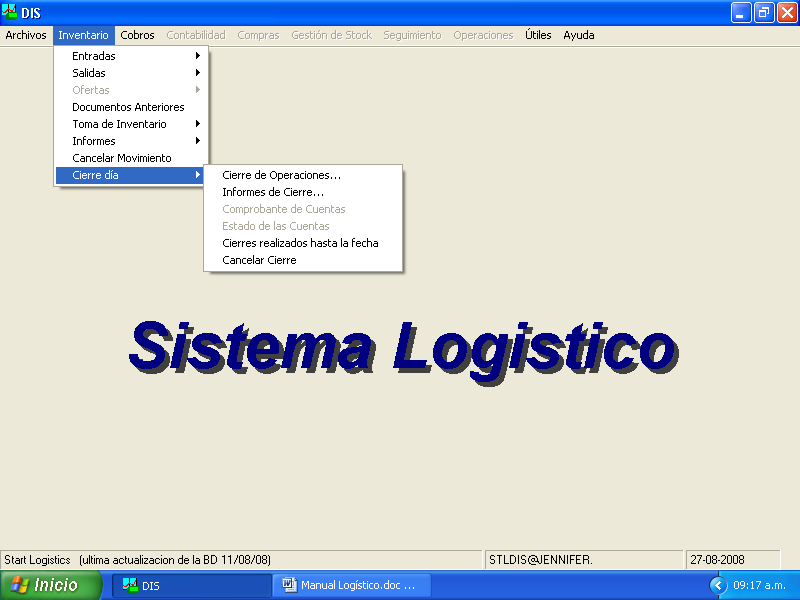 DIS
Archivos Inventario Cobros Contabilidad Compras Gestión de Stock Seguimiento Operaciones Útiles Ayuda
Entradas
Salidas
Ofertas
Documentos Anteriores
Toma de Inventario
Informes
Cancelar Movimiento
Cierre día
Cierre de Operaciones...
Informes de Cierre...
Comprobante de Cuentas
Estado de las Cuentas
Cierres realizados hasta la fecha
Cancelar Cierre
Sistema Logistico
Start Logistics (ultima actualizacion de la BD 11/08/08) STLDIS@JENNIFER. 27-08-2008
Inicio DIS Manual Logístico.doc ... 09:17 a.m.